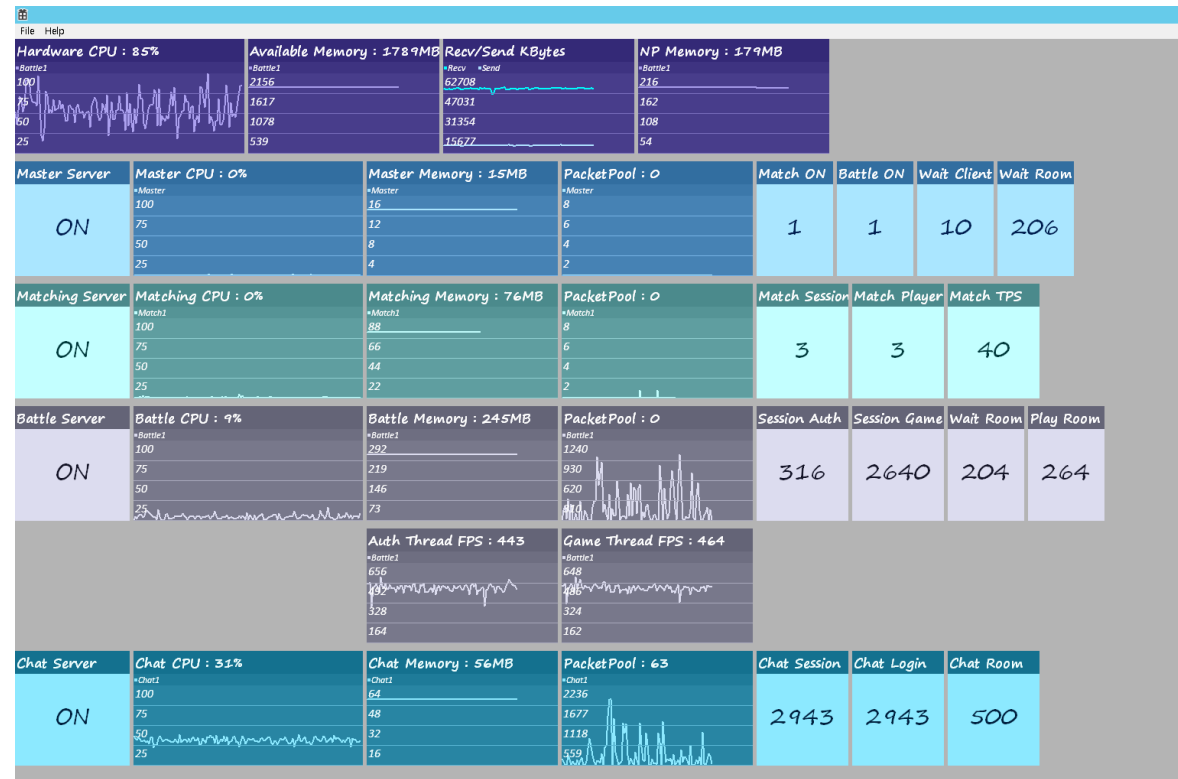 File Help
Hardware CPU : 85%
Battle1
100
75
50
25
Available Memory : 1789MB
Battle1
2156
1617
1078
539
Recv/Send KBytes
Recv Send
62708
47031
31354
15677
NP Memory : 179MB
Battle1
216
162
108
54
Master Server
ON
Master CPU : 0%
Master
100
75
50
25
Master Memory : 15MB
Master
16
12
8
4
PacketPool : 0
Master
8
6
4
2
Match ON
1
Battle ON
1
Wait Client
10
Wait Room
206
Matching Server
ON
Matching CPU : 0%
Match1
100
75
50
25
Matching Memory : 76MB
Match1
88
66
44
22
PacketPool : 0
Match1
8
6
4
2
Match Session
3
Match Player
3
Match TPS
40
Battle Server
ON
Battle CPU : 9%
Battle1
100
75
50
25
Battle Memory : 245MB
Battle1
292
219
146
73
PacketPool : 0
Battle1
1240
930
620
Session Auth
316
Session Game
2640
Wait Room
204
Play Room
264
Auth Thread FPS : 443
Battle1
656
492
328
164
Game Thread FPS : 464
Battle1
648
486
324
162
Chat Server
ON
Chat CPU : 31%
Chat1
100
75
50
25
Chat Memory : 56MB
Chat1
64
48
32
16
PacketPool : 63
Chat1
2236
1677
1118
559
Chat Session
2943
Chat Login
2943
Chat Room
500